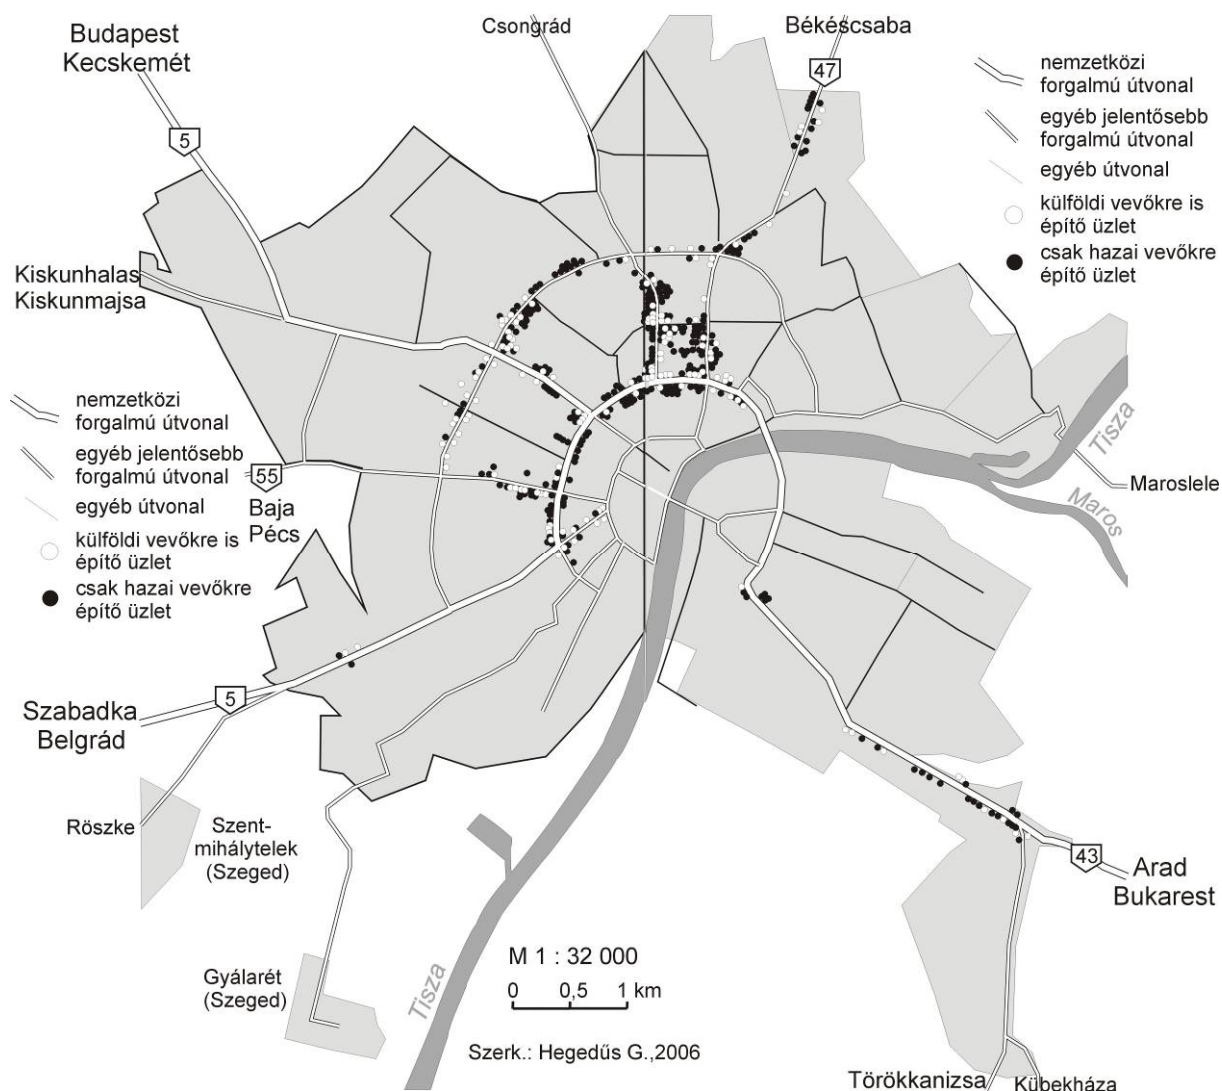 Budapest
Kecskemét
Csongrád
Békéscsaba
47
5
nemzetközi
forgalmú útvonal
egyéb jelentősebb
forgalmú útvonal
egyéb útvonal
külföldi vevőkre is
építő üzlet
csak hazai vevőkre
építő üzlet
Kiskunhalas
Kiskunmajsa
nemzetközi
forgalmú útvonal
egyéb jelentősebb
forgalmú útvonal
egyéb útvonal
külföldi vevőkre is
építő üzlet
csak hazai vevőkre
építő üzlet
55
Baja
Pécs
Tisza
Maros
Maroslele
5
Szabadka
Belgrád
Röszke
Szent-
mihálytelek
(Szeged)
43
Arad
Bukarest
Gyálarét
(Szeged)
Tisza
M 1 : 32 000
0 0,5 1 km
Szerk.: Hegedűs G.,2006
Törökkanizsa
Kübekháza